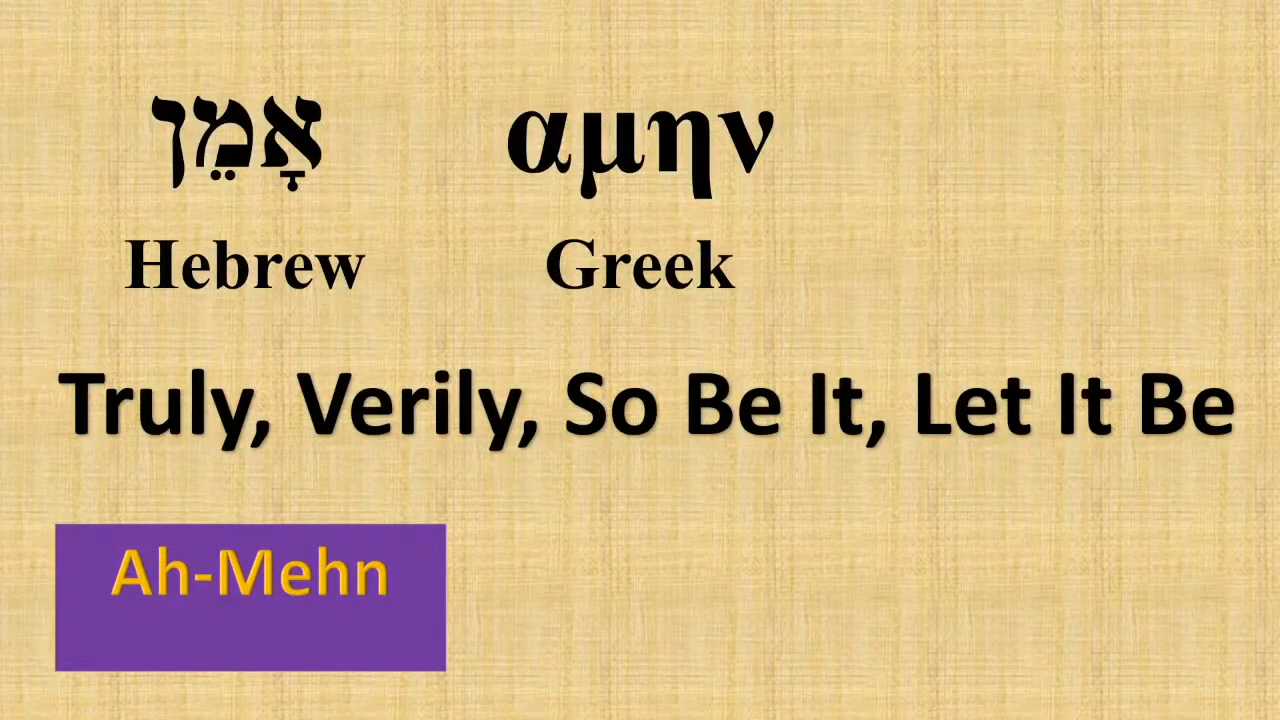 אָמֵן αμην
Hebrew Greek
Truly, Verily, So Be It, Let It Be
Ah-Mehn